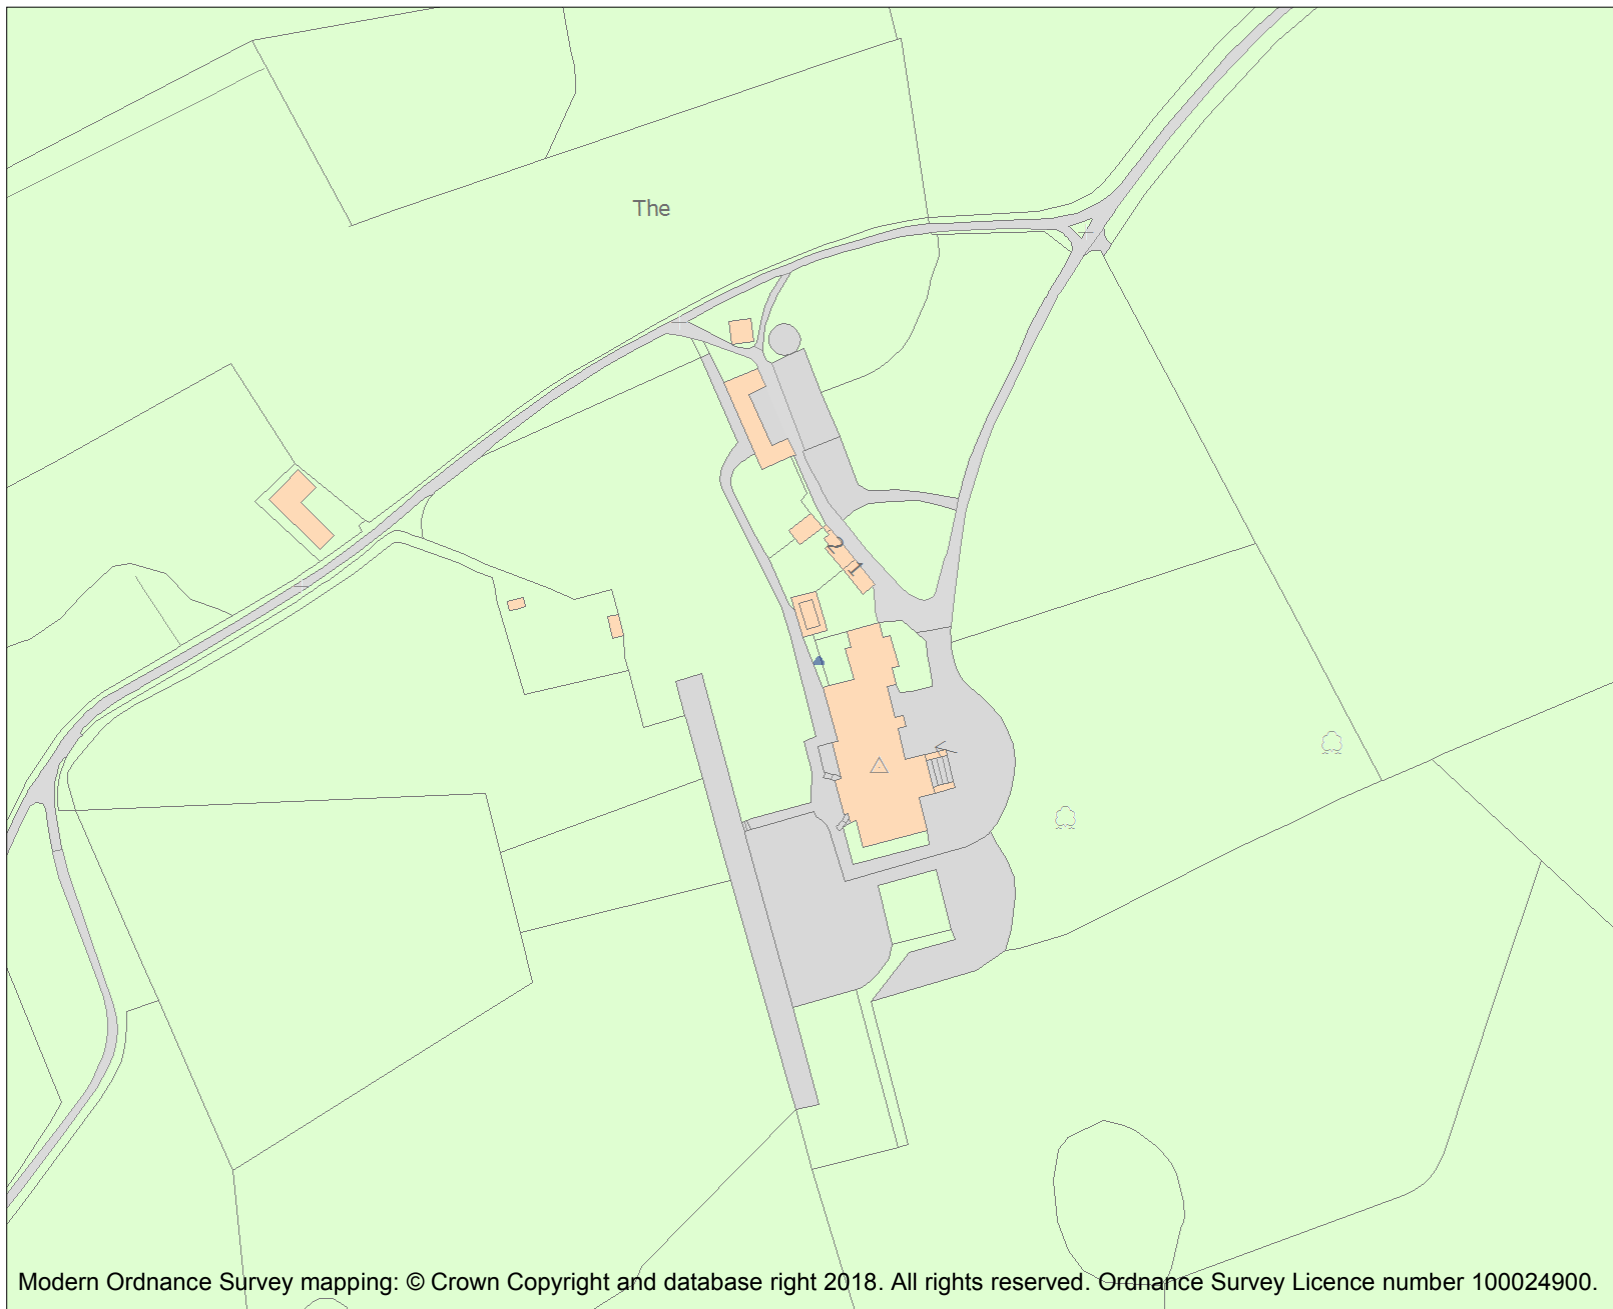 The
2
1
Modern Ordnance Survey mapping: © Crown Copyright and database right 2018. All rights reserved. Ordnance Survey Licence number 100024900.